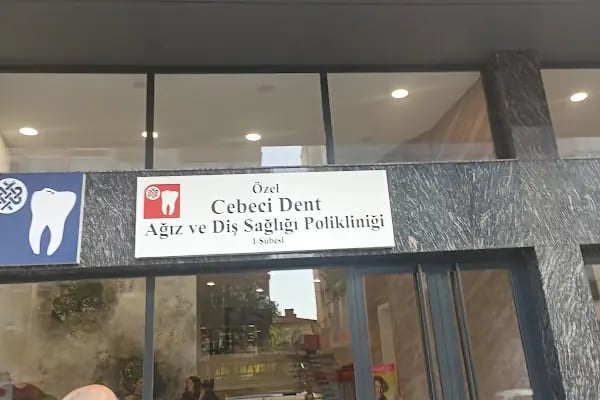 Özel
Cebeci Dent
Ağız ve Diş Sağlığı Polikliniği
1 Şubesi